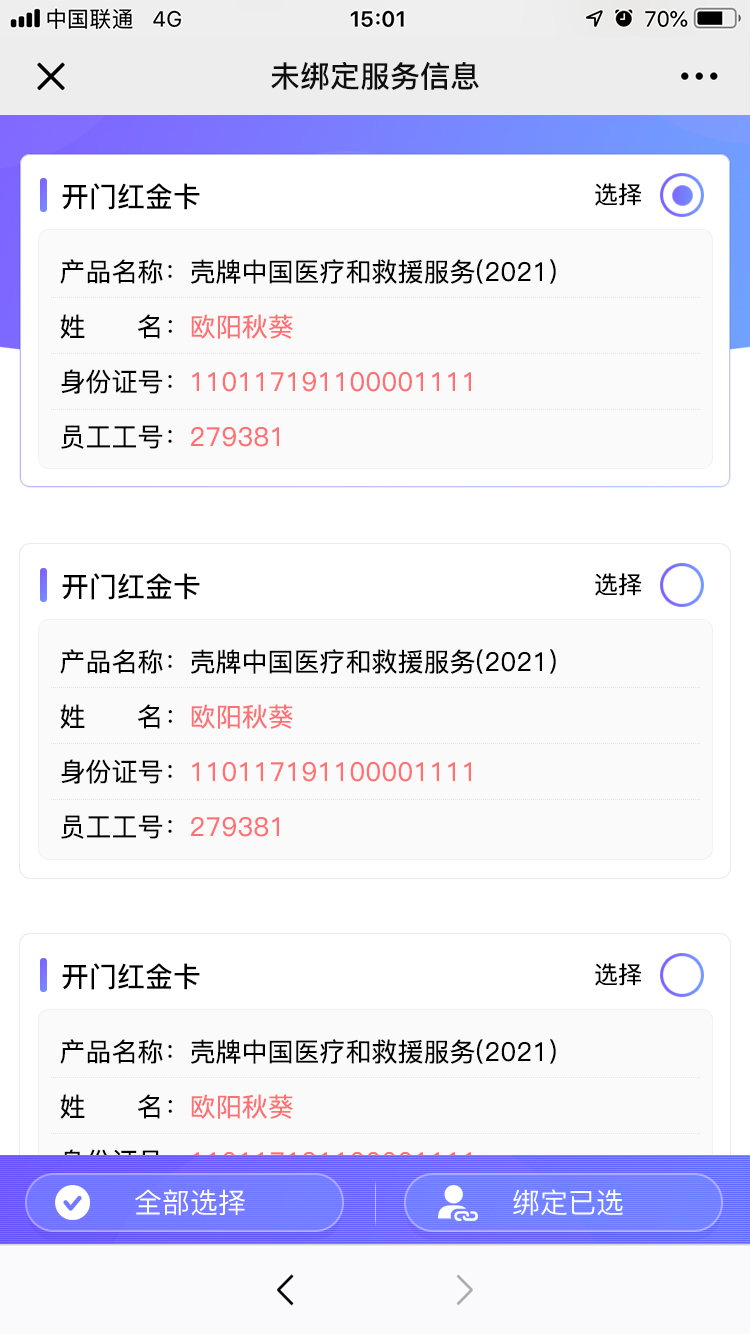 中国联通 4G 15:01 70%
未绑定服务信息
开门红金卡 选择
产品名称：壳牌中国医疗和救援服务(2021)
姓 名：欧阳秋葵
身份证号：110117191100001111
员工工号：279381
开门红金卡 选择
产品名称：壳牌中国医疗和救援服务(2021)
姓 名：欧阳秋葵
身份证号：110117191100001111
员工工号：279381
开门红金卡 选择
产品名称：壳牌中国医疗和救援服务(2021)
姓 名：欧阳秋葵
全部选择 绑定已选